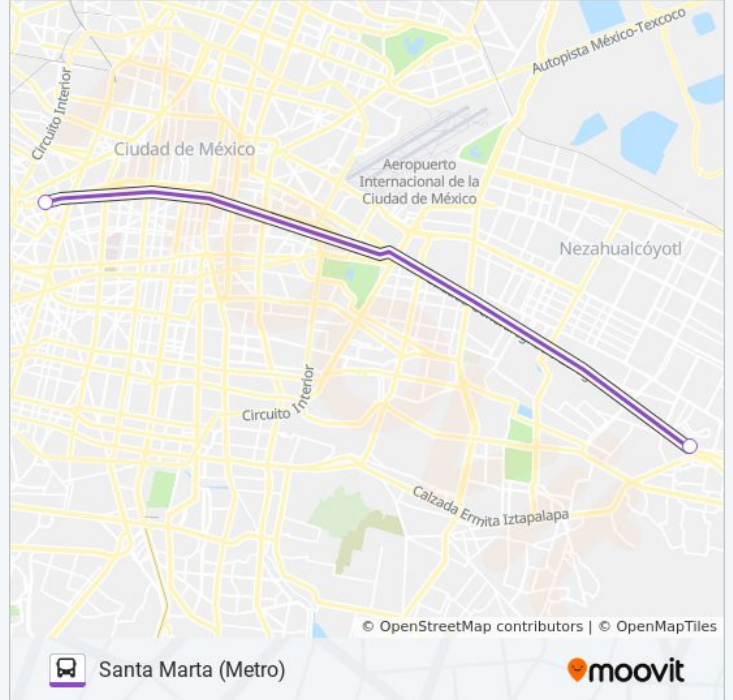 Autopista México-Texcoco
Circuito Interior
Ciudad de México
Aeropuerto
Internacional de la
Ciudad de México
Nezahualcóyotl
Circuito Interior
Calzada Ermita Iztapalapa
© OpenStreetMap contributors | © OpenMapTiles
Santa Marta (Metro)
moovit